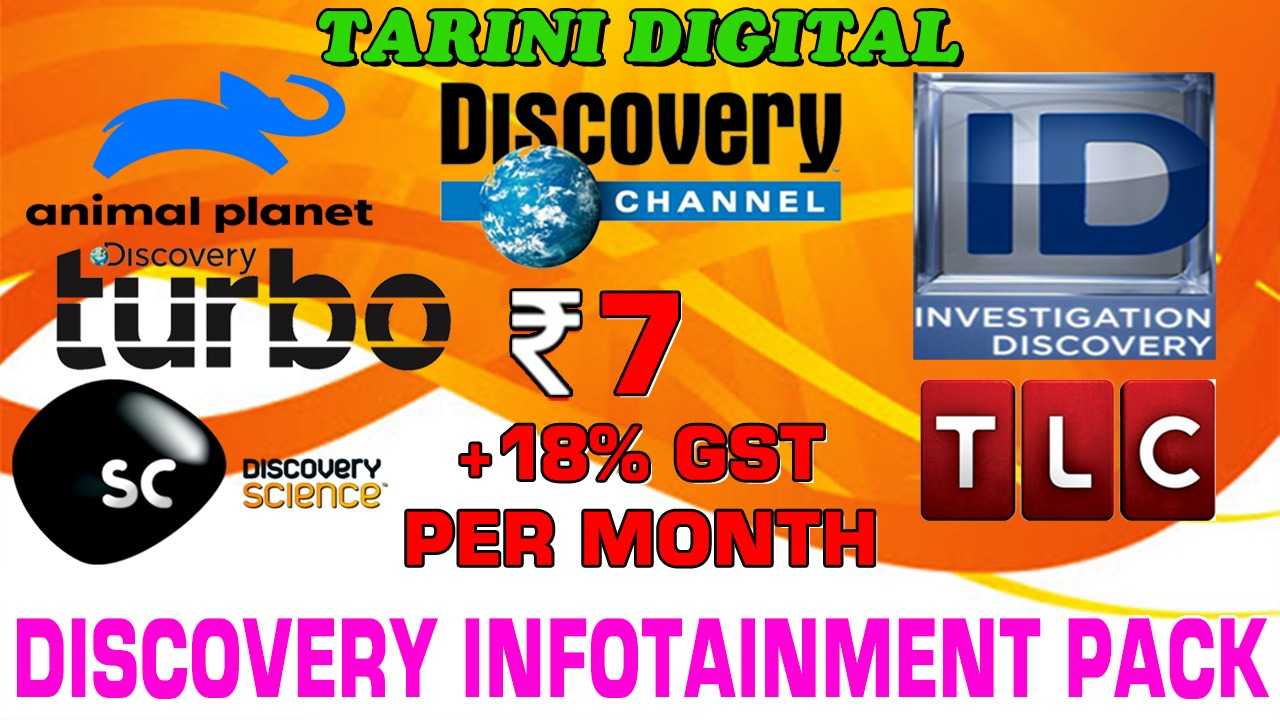 TARINI DIGITAL
animal planet
DISCOVERY
CHANNEL
ID
INVESTIGATION
DISCOVERY
Discovery
turbo
₹7
+18% GST
PER MONTH
SC
DISCOVERY
SCIENCE
TLC
DISCOVERY INFOTAINMENT PACK